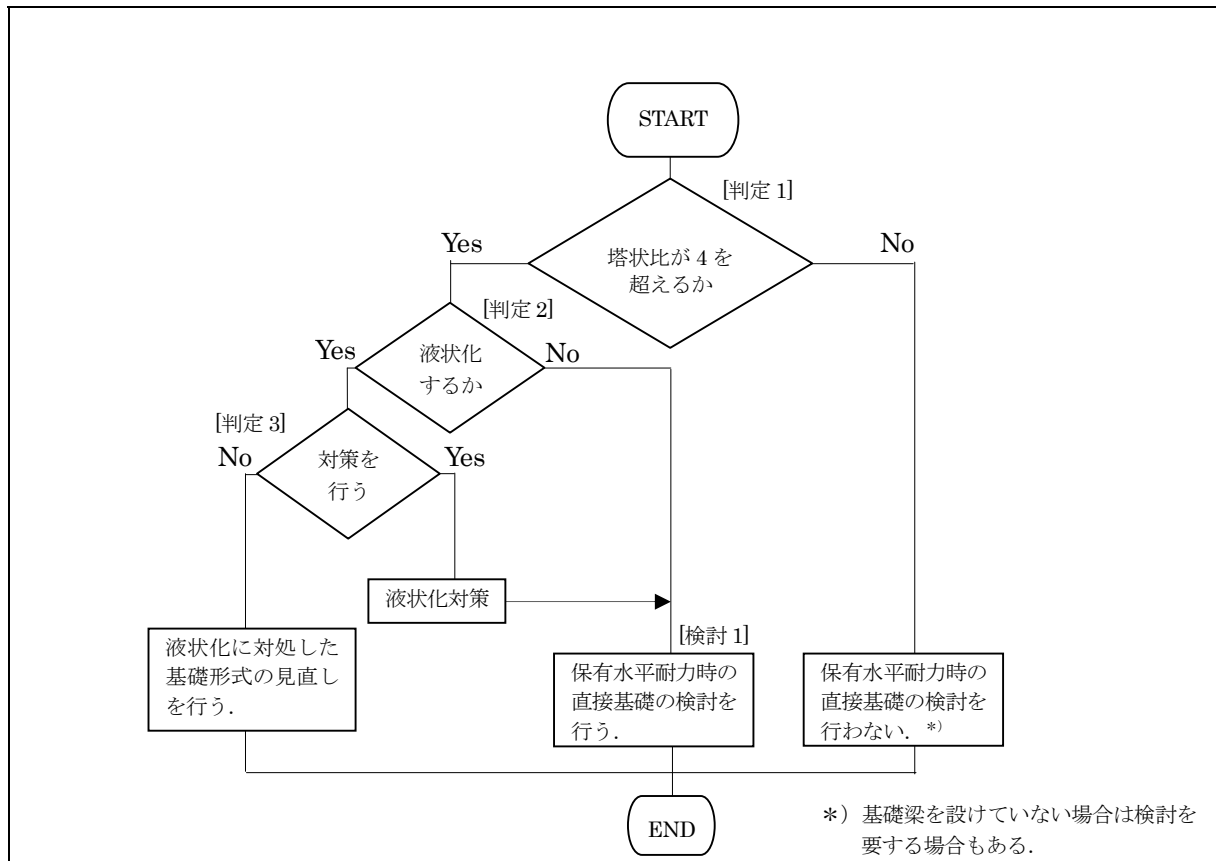 START
[判定 1]
Yes
No
塔状比が 4 を
超えるか
[判定 2]
Yes
No
液状化
するか
[判定 3]
No
Yes
対策を
行う
液状化対策
液状化に対処した
基礎形式の見直し
を行う．
[検討 1]
保有水平耐力時の
直接基礎の検討を
行う．
保有水平耐力時の
直接基礎の検討を
行わない． *)
END
＊）基礎梁を設けていない場合は検討を
要する場合もある．